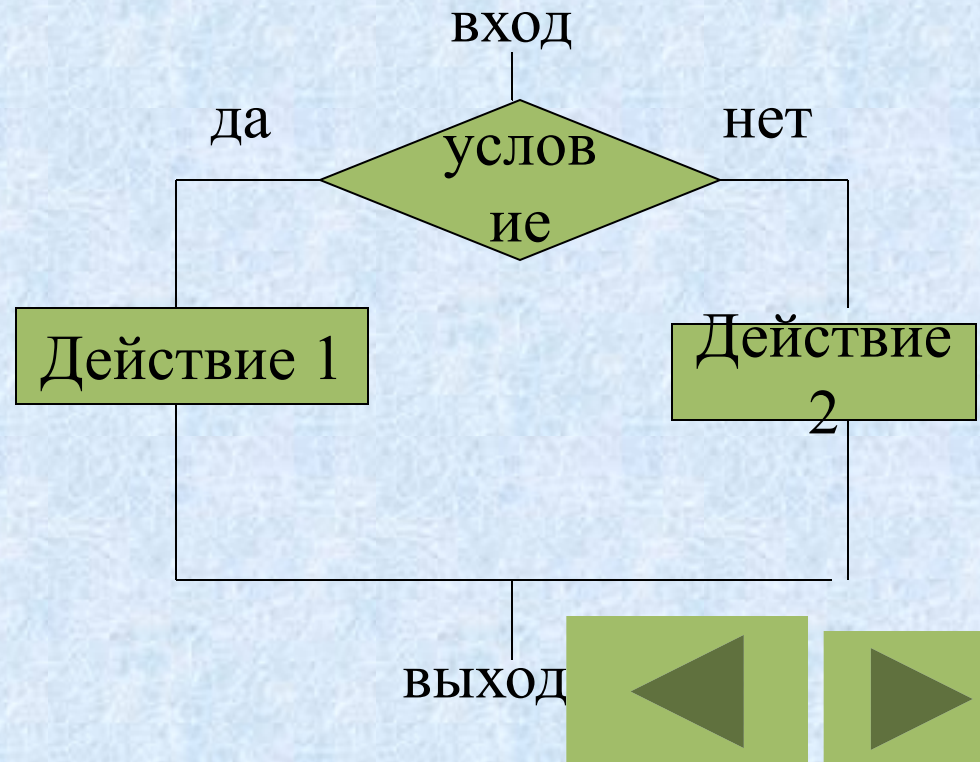 вход
да
нет
услов
ие
Действие 1
Действие
2
выход